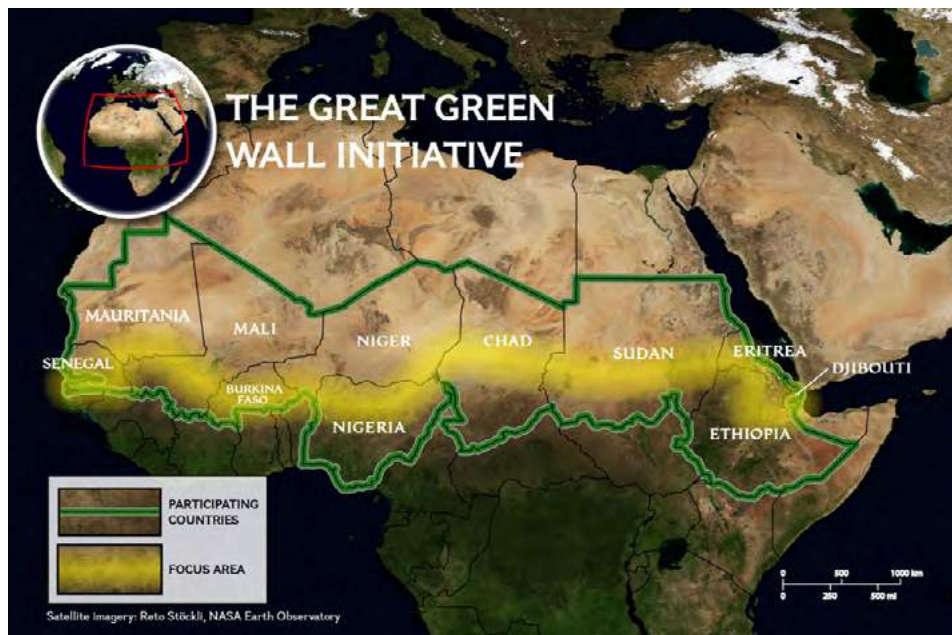 THE GREAT GREEN
WALL INITIATIVE
MAURITANIA
MALI
NIGER
CHAD
SUDAN
ERITREA
DJIBOUTI
SENEGAL
BURKINA
FASO
NIGERIA
ETHIOPIA
PARTICIPATING
COUNTRIES
FOCUS AREA
0 500 1000 km
0 250 500 mi
Satellite Imagery: Reto Stöckli, NASA Earth Observatory